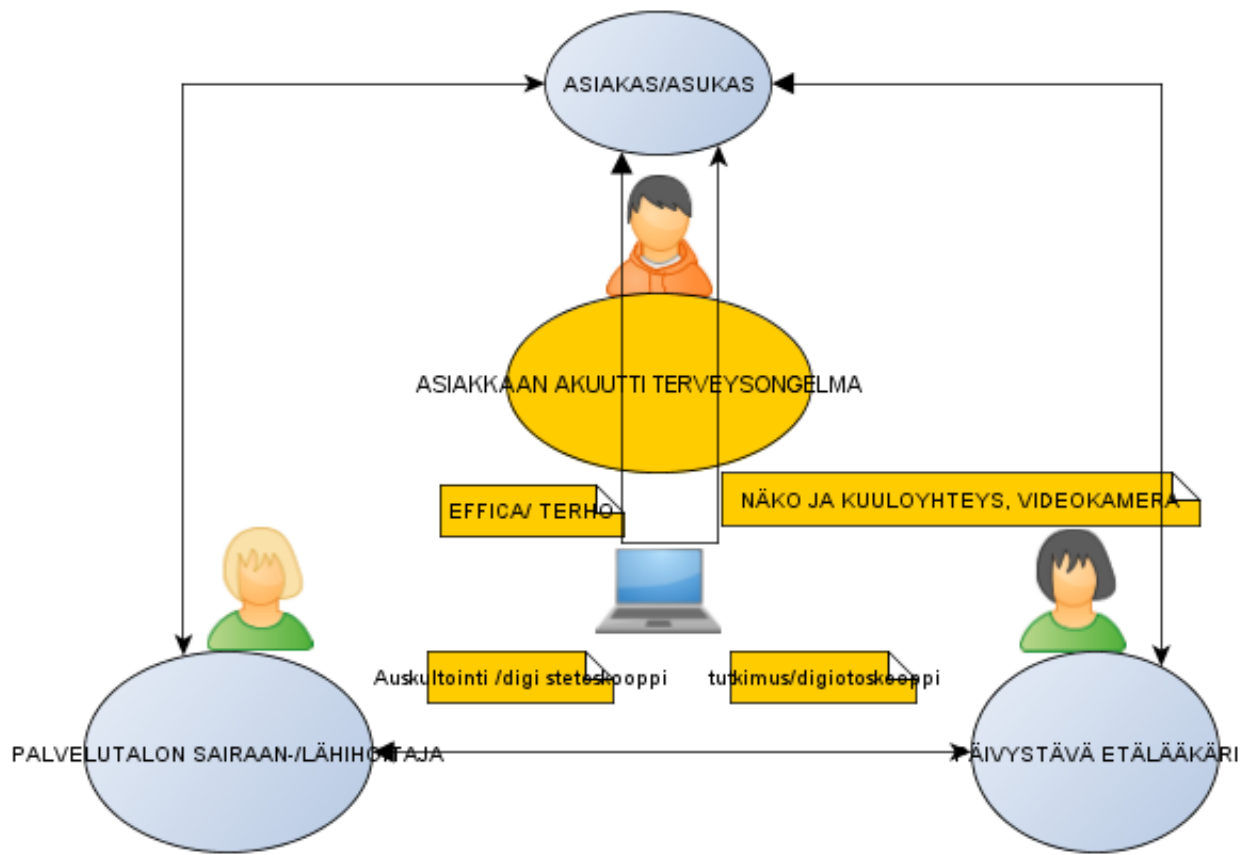 ASIAKAS/ASUKAS
ASIAKKAAN AKUUTTI TERVEYSONGELMA
EFFICA/ TERHO
NÄKO JA KUULOYHTEYS, VIDEOKAMERA
Auskultointi /digi stetoskooppi
tutkimus/digiotoskooppi
PALVELUTALON SAIRAAN-/LÄHIHOITAJA
PÄIVYSTÄVÄ ETÄLÄÄKÄRI